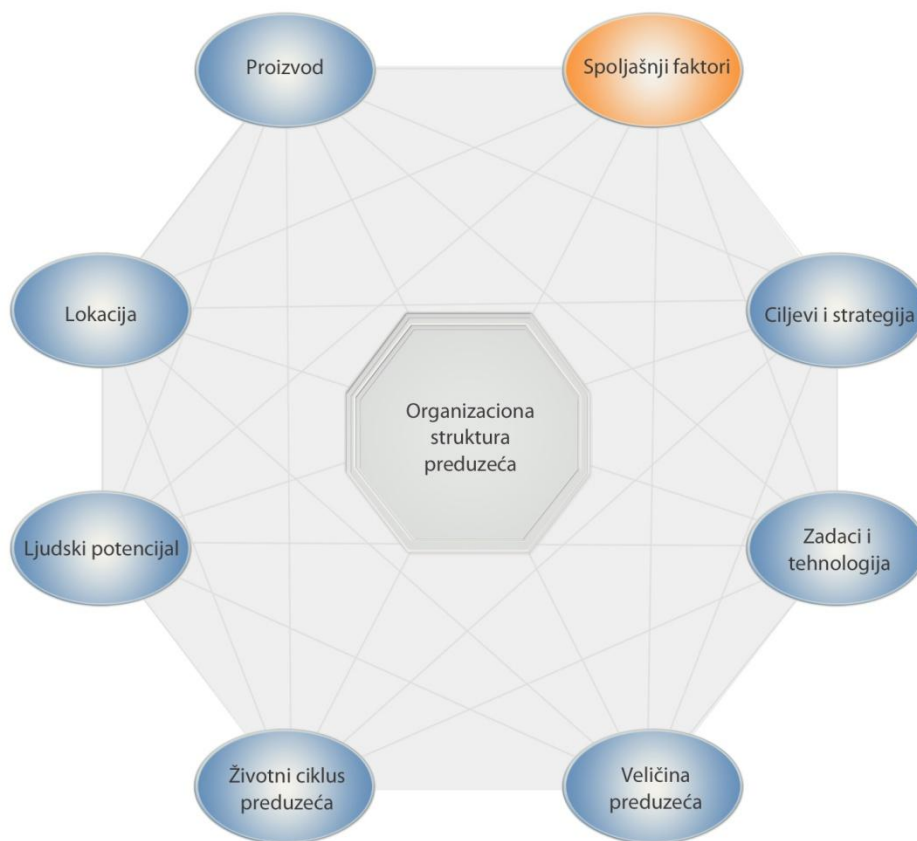 Proizvod
Spoljašnji faktori
Lokacija
Ciljevi i strategija
Organizaciona
struktura
preduzeća
Ljudski potencijal
Zadaci i
tehnologija
Životni ciklus
preduzeća
Veličina
preduzeća